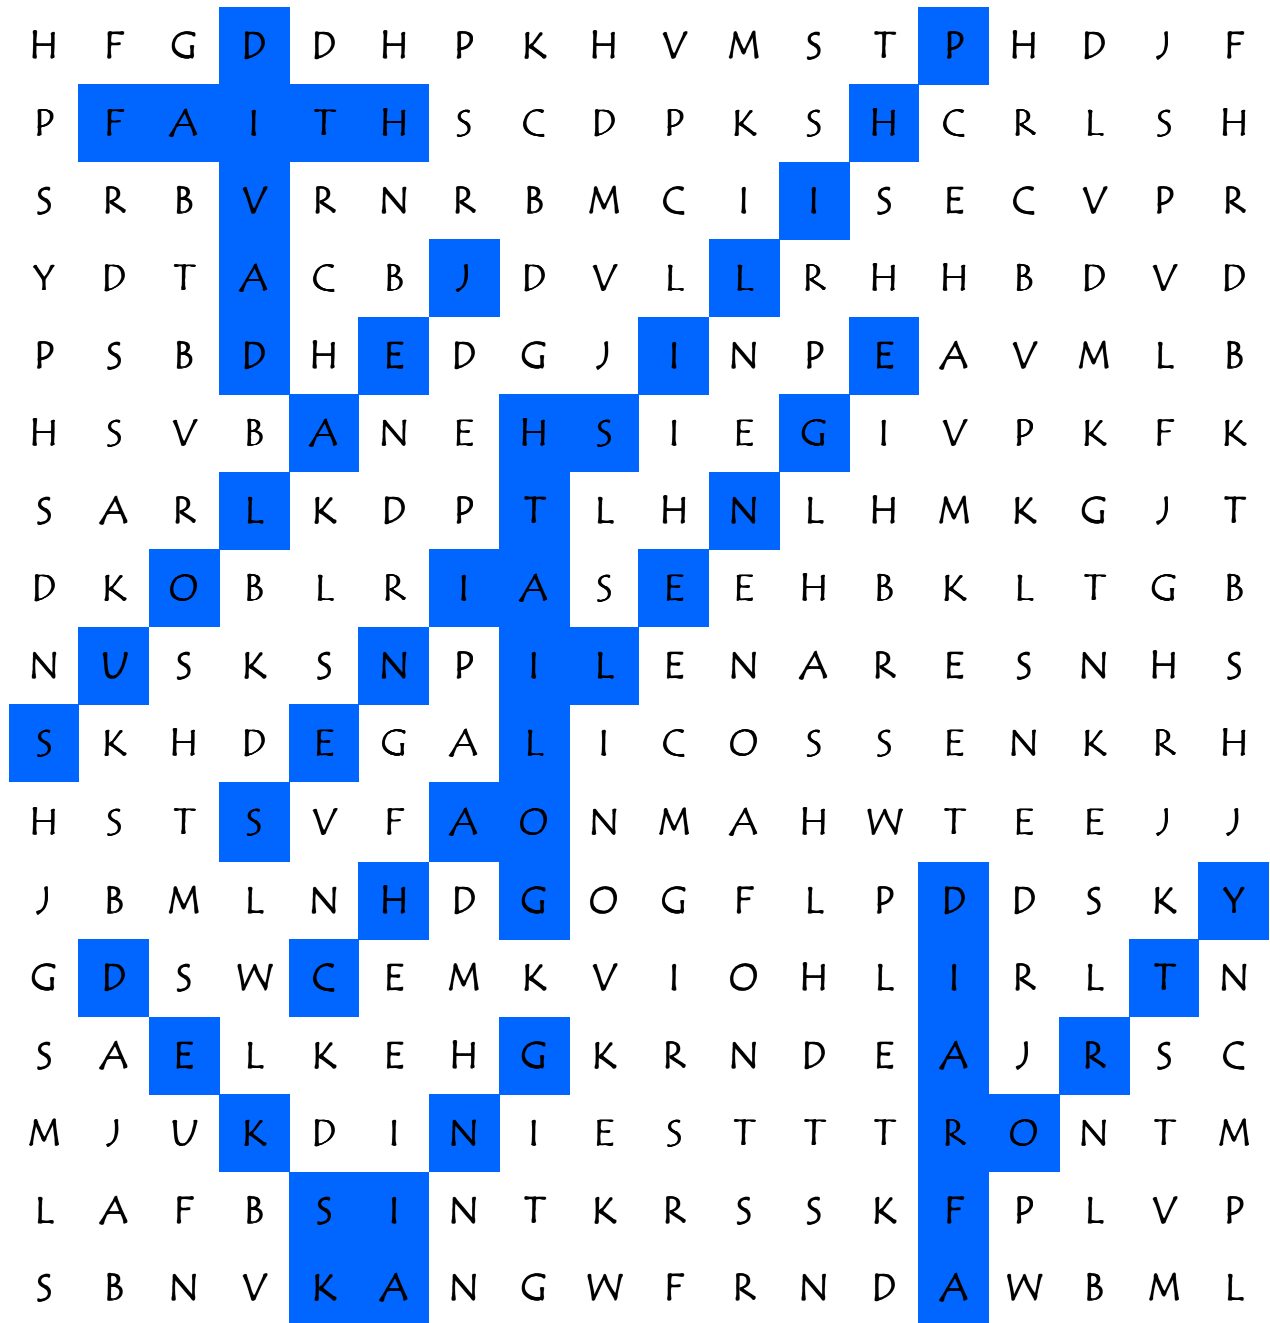 H F G D D H P K H V M S T P H D J F
P F A I T H S C D P K S H C R L S H
S R B V R N R B M C I I S E C V P R
Y D T A C B J D V L L R H H B D V D
P S B D H E D G J I N P E A V M L B
H S V B A N E H S I E G I V P K F K
S A R L K D P T L H N L H M K G J T
D K O B L R I A S E E H B K L T G B
N U S K S N P I L E N A R E S N H S
S K H D E G A L I C O S S E N K R H
H S T S V F A O N M A H W T E E J J
J B M L N H D G O G F L P D D S K Y
G D S W C E M K V I O H L I R L T N
S A E L K E H G K R N D E A J R S C
M J U K D I N I E S T T T R O N T M
L A F B S I N T K R S S K F P L V P
S B N V K A N G W F R N D A W B M L